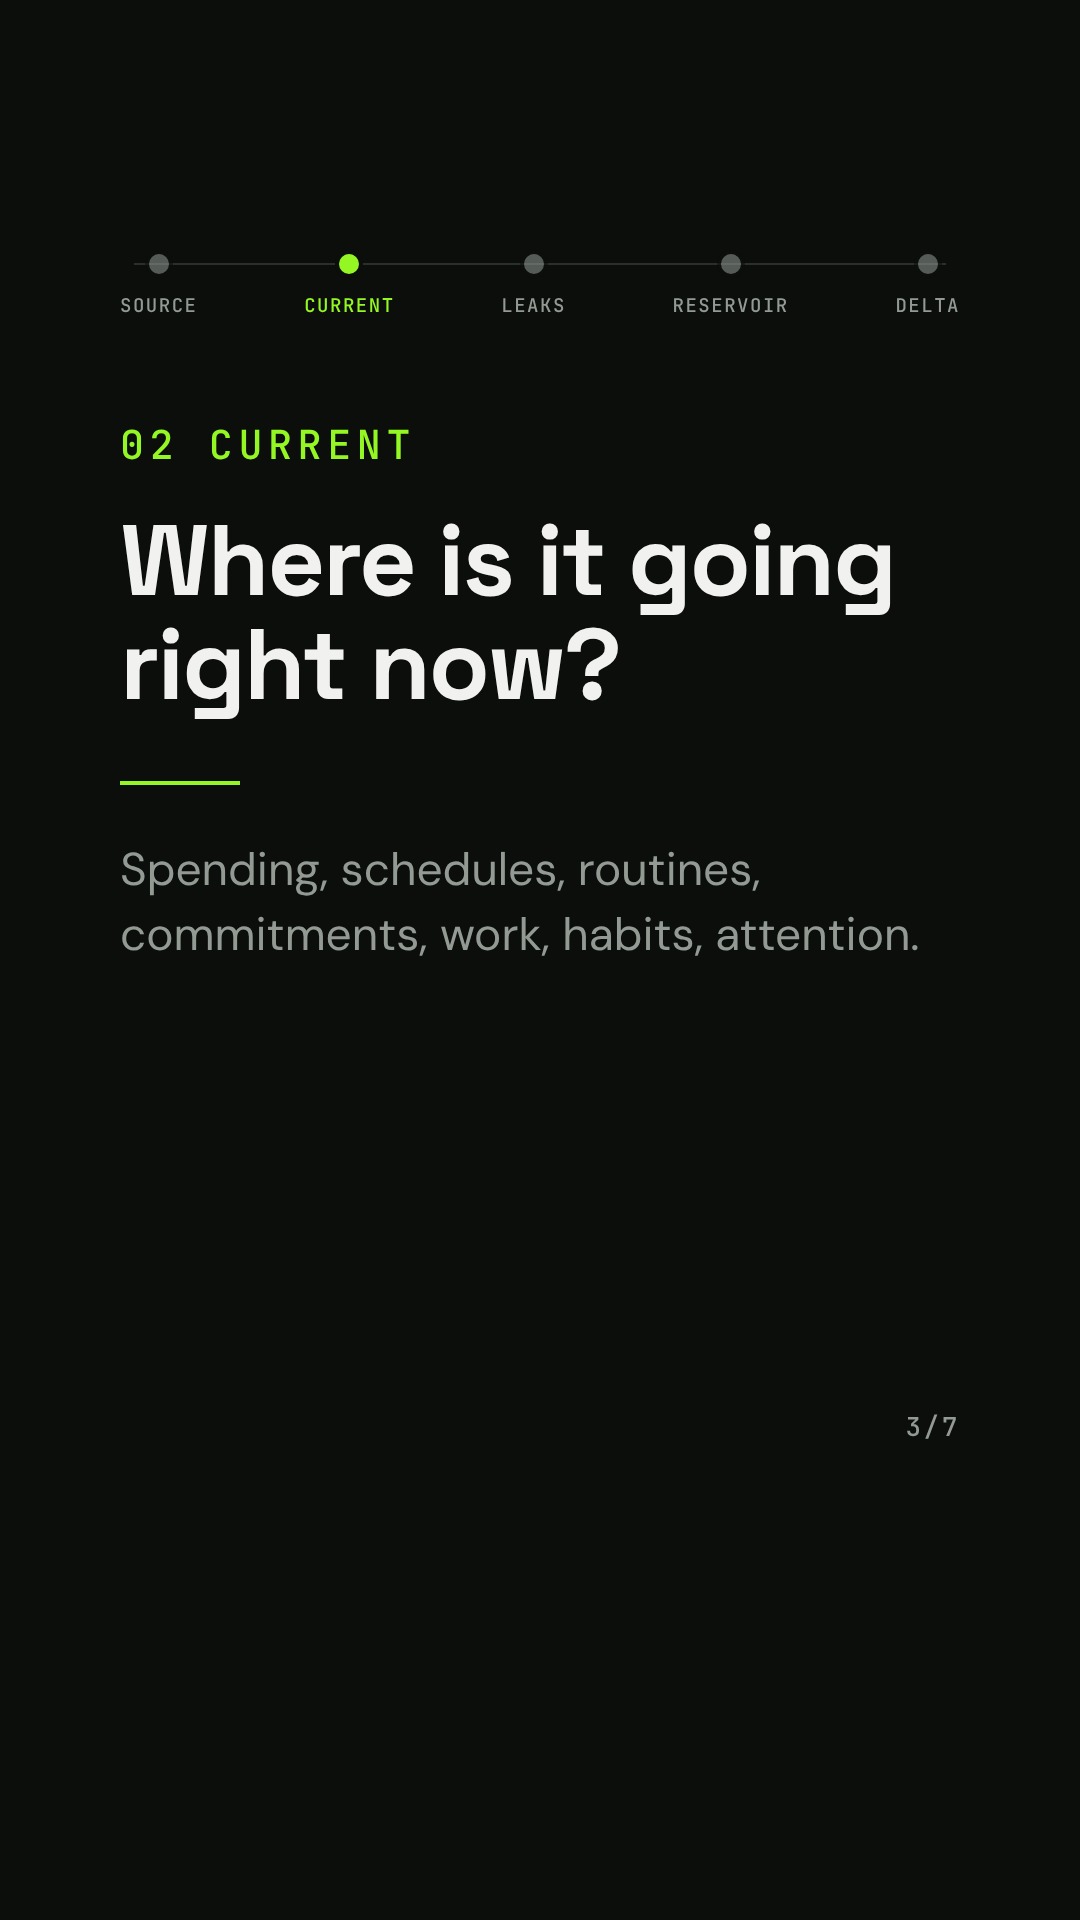 SOURCE CURRENT LEAKS RESERVOIR DELTA
02 CURRENT
Where is it going
right now?
Spending, schedules, routines,
commitments, work, habits, attention.
3/7